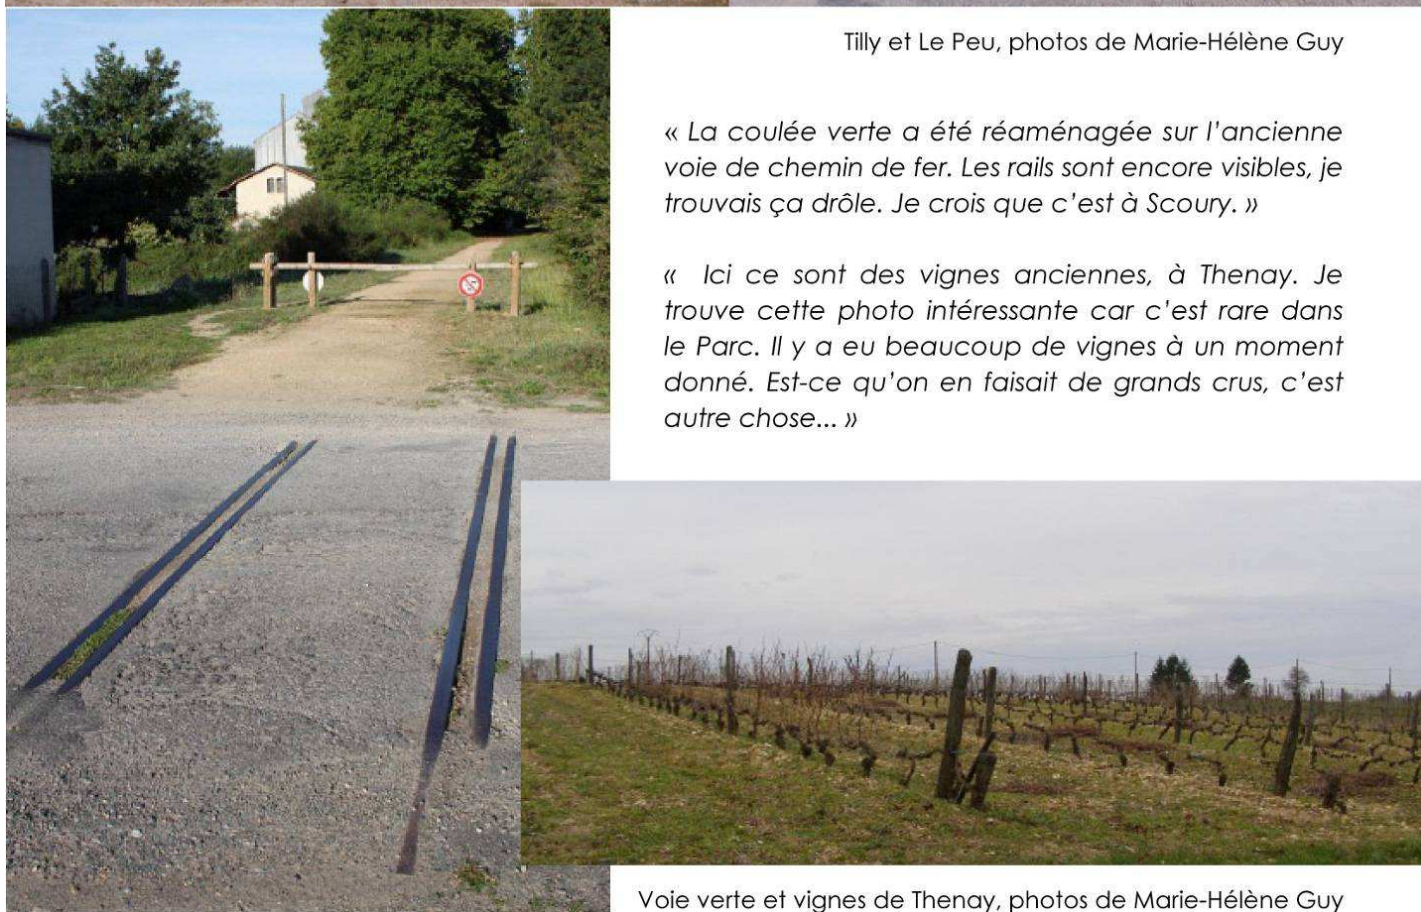 Tilly et Le Peu, photos de Marie-Hélène Guy
« La coulée verte a été réaménagée sur l'ancienne
voie de chemin de fer. Les rails sont encore visibles, je
trouvais ça drôle. Je crois que c'est à Scoury. »
« Ici ce sont des vignes anciennes, à Thenay. Je
trouve cette photo intéressante car c'est rare dans
le Parc. Il y a eu beaucoup de vignes à un moment
donné. Est-ce qu'on en faisait de grands crus, c'est
autre chose... »
Voie verte et vignes de Thenay, photos de Marie-Hélène Guy